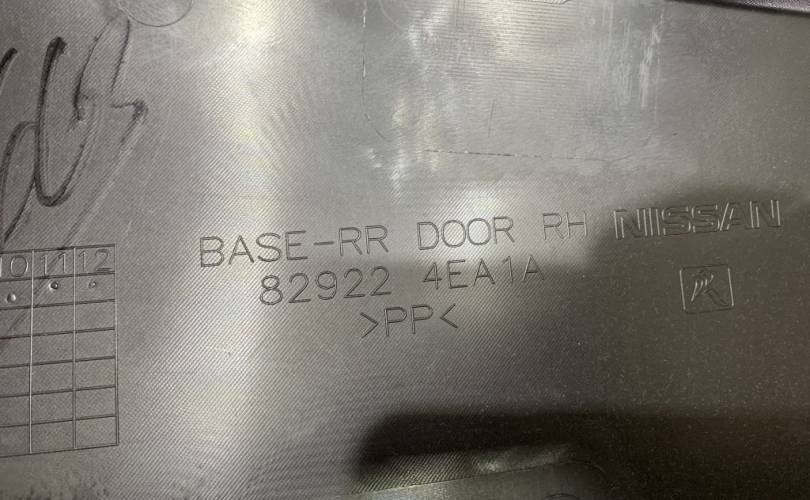 BASE-RR DOOR RH NISSAN
82922 4EA1A
>PP<
10 11 12